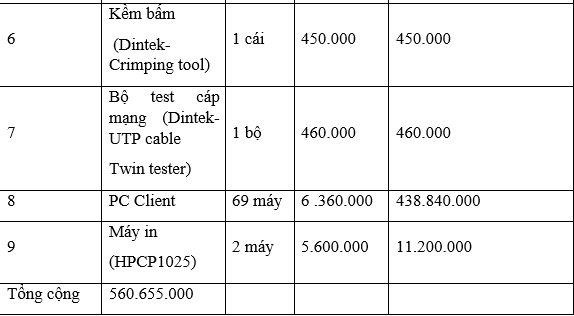 6 Kềm bấm 1 cái 450.000 450.000
(Dintek-
Crimping tool)
7 Bộ test cáp 1 bộ 460.000 460.000
mạng (Dintek-
UTP cable
Twin tester)
8 PC Client 69 máy 6 .360.000 438.840.000
9 Máy in 2 máy 5.600.000 11.200.000
(HPCP1025)
Tổng cộng 560.655.000